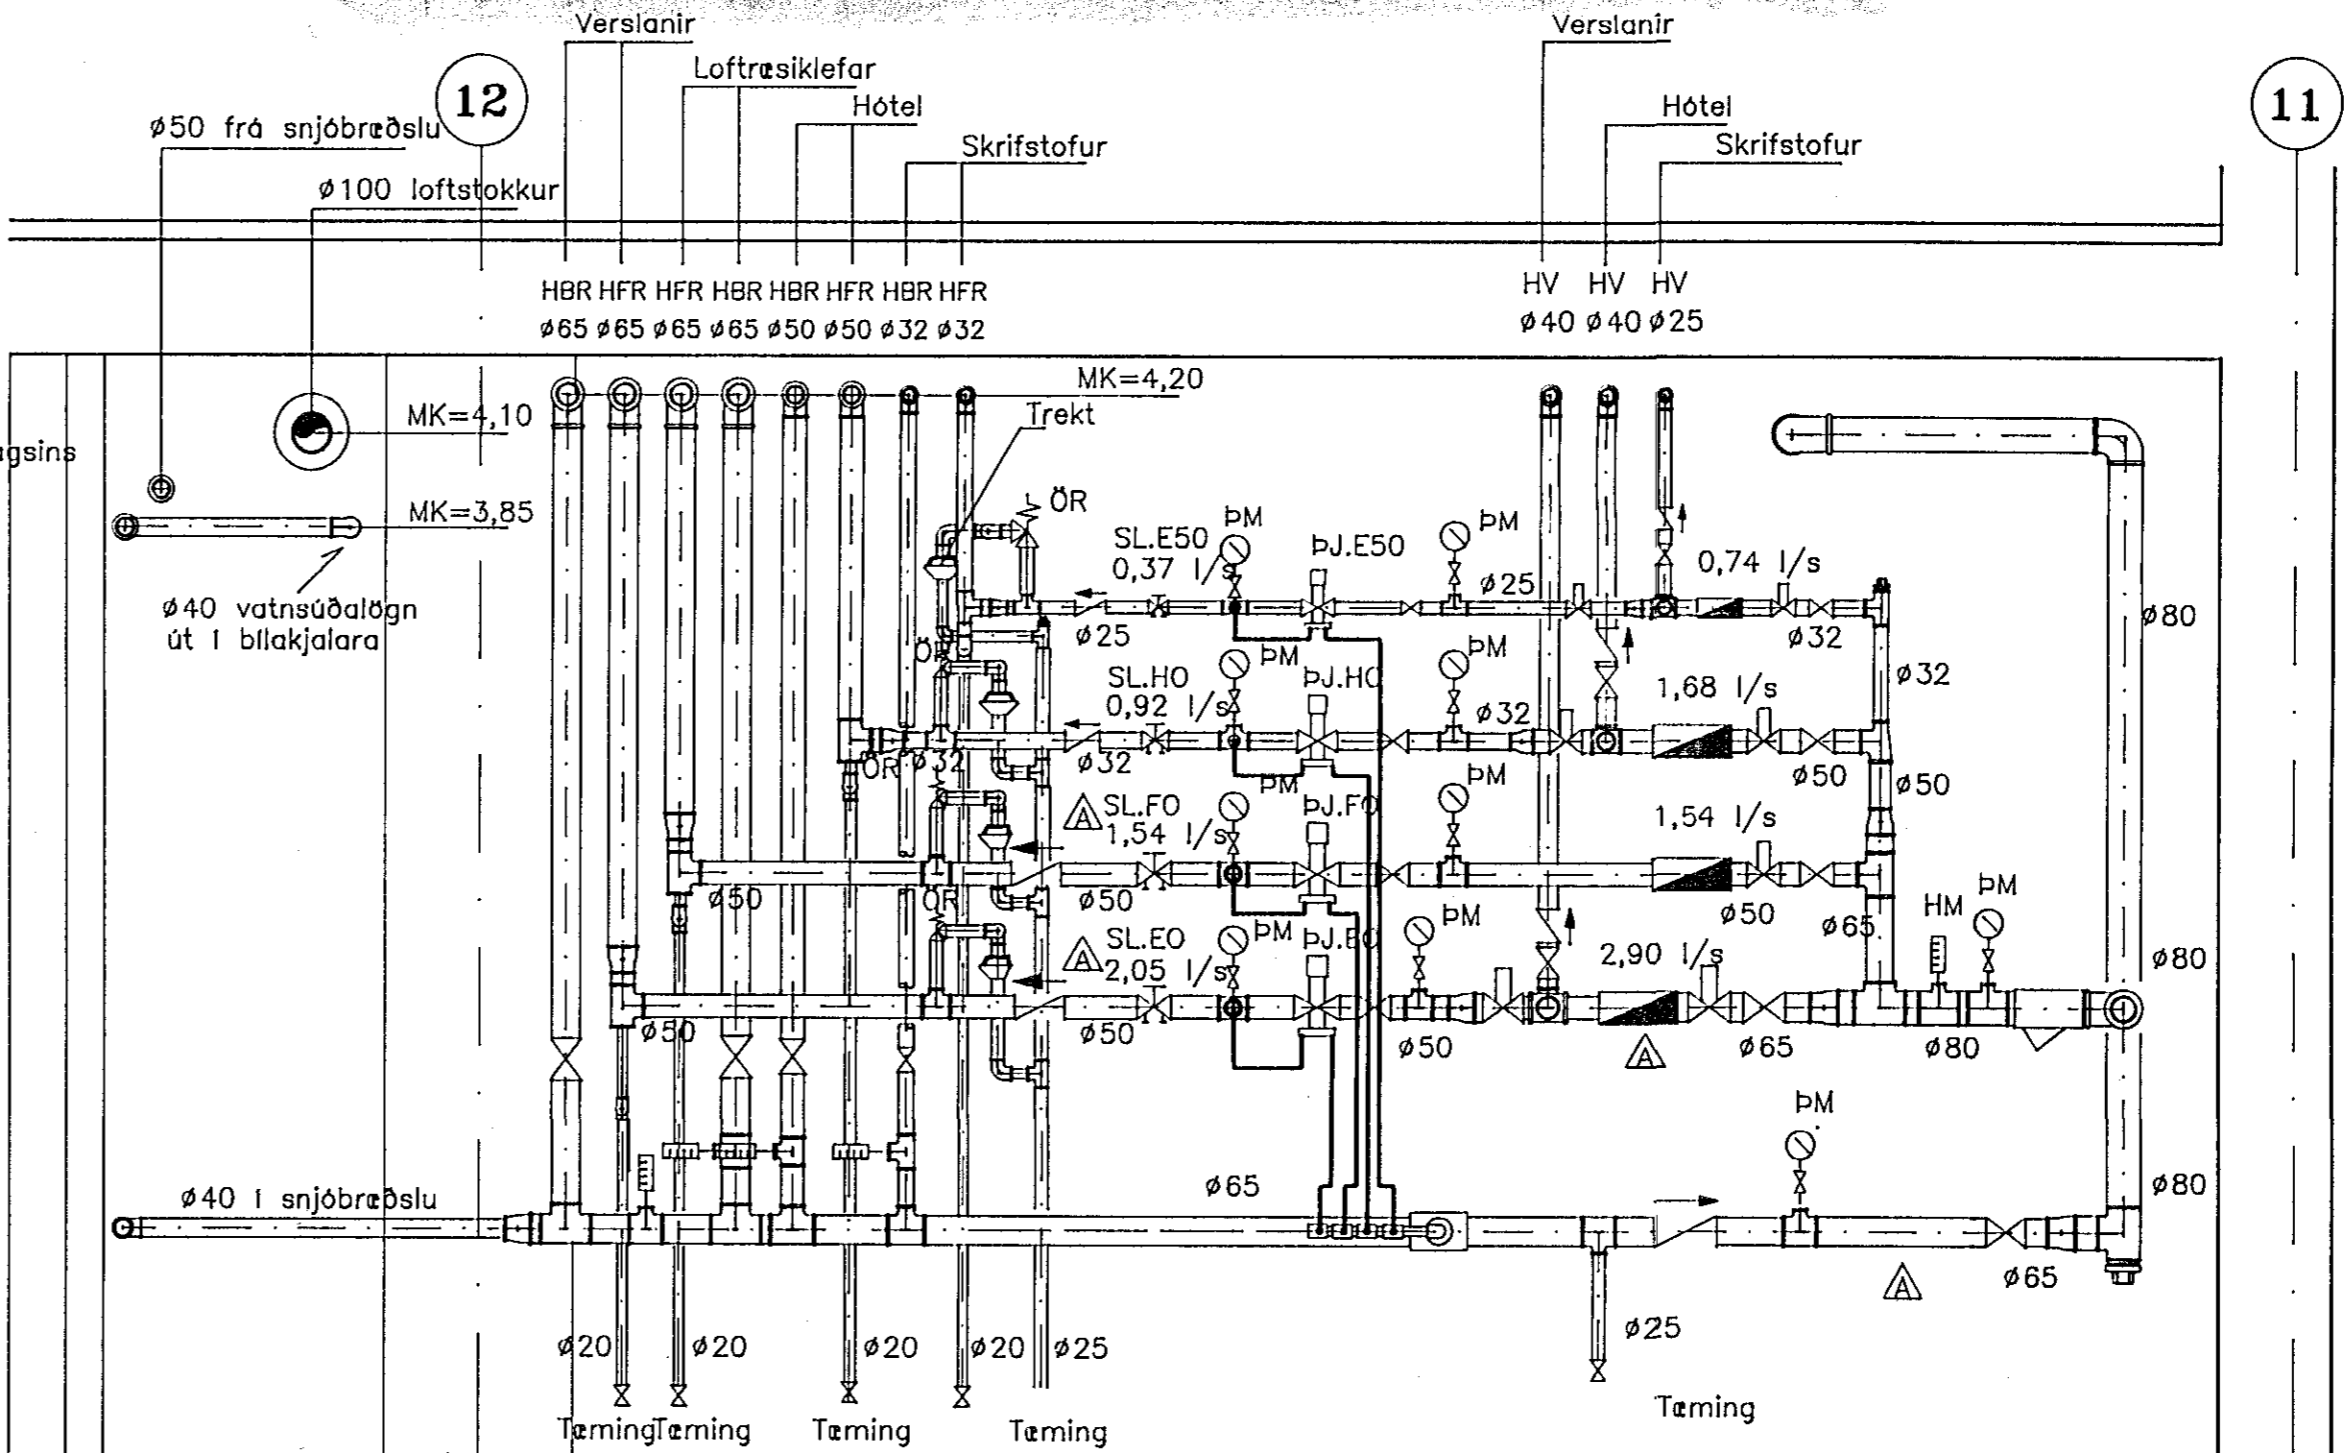 Verslanir
Loftræsiklefar
Hótel
Skrifstofur
12
Ø50 frá snjóbræðslu
Ø100 loftstokkur
Verslanir
Hótel
Skrifstofur
11
HBR HFR HFR HBR HBR HFR HBR HFR
Ø65 Ø65 Ø65 Ø65 Ø50 Ø50 Ø32 Ø32
HV HV HV
Ø40 Ø40 Ø25
MK=4,20
MK=4,10
Trekt
gsins
MK=3,85
Ø40 vatnsúðalögn
út í bílakjalara
ÖR
SL.E50
0,37 l/s
ÞM
ÞJ.E50
ÞM
Ø25
0,74 l/s
Ø25
Ø32
Ø80
Ø32
SL.HO
0,92 l/s
ÞM
ÞJ.HO
ÞM
Ø32
1,68 l/s
ÖR
Ø32
Ø32
Ø50
Ø50
A
SL.FO
1,54 l/s
ÞM
ÞJ.FO
ÞM
1,54 l/s
Ø50
ÖR
Ø50
Ø50
Ø65
A
SL.EO
2,05 l/s
ÞM
ÞJ.EO
ÞM
2,90 l/s
HM
ÞM
Ø80
Ø50
Ø50
Ø50
A
Ø65
Ø80
ÞM
Ø40 í snjóbræðslu
Ø65
Ø80
A
Ø65
Ø20
Ø20
Ø20
Ø20
Ø25
Ø25
Tæming
Tæming
Tæming
Tæming
Tæming